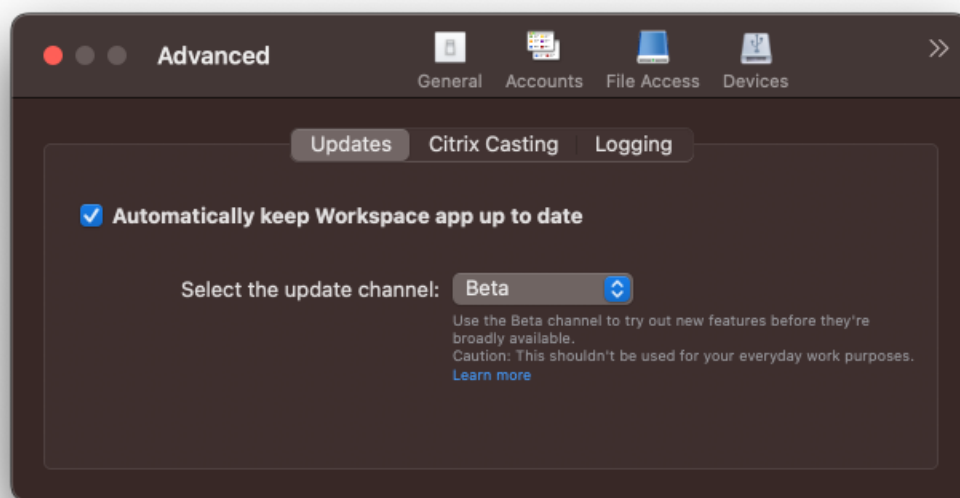 Advanced
General Accounts File Access Devices
Updates Citrix Casting Logging
Automatically keep Workspace app up to date
Select the update channel: Beta
Use the Beta channel to try out new features before they're
broadly available.
Caution: This shouldn't be used for your everyday work purposes.
Learn more